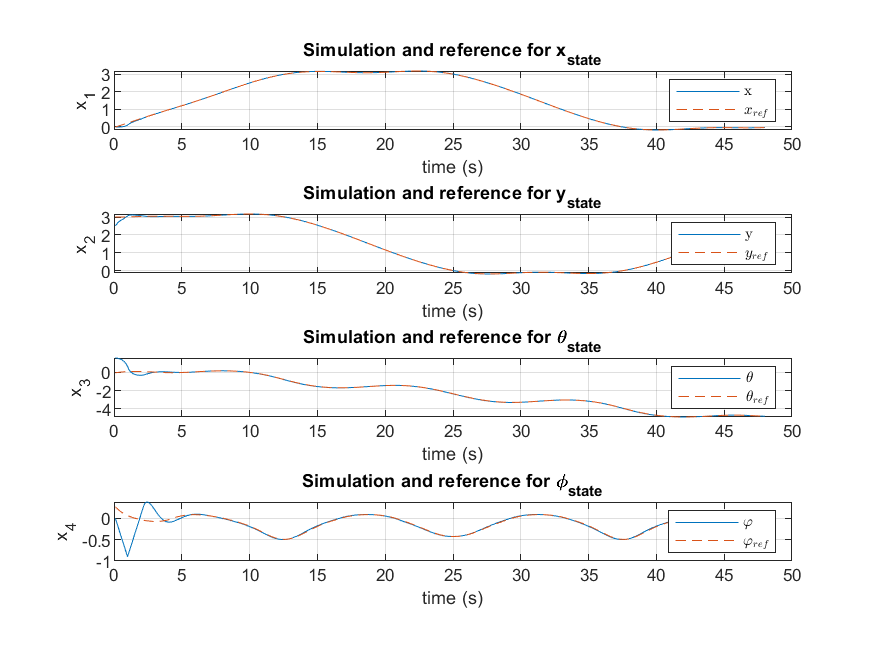 Simulation and reference for x_state
3
2
1
0
x_1
x
x_ref
0 5 10 15 20 25 30 35 40 45 50
time (s)
Simulation and reference for y_state
3
2
1
0
x_2
y
y_ref
0 5 10 15 20 25 30 35 40 45 50
time (s)
Simulation and reference for θ_state
0
-2
-4
x_3
θ
θ_ref
0 5 10 15 20 25 30 35 40 45 50
time (s)
Simulation and reference for ϕ_state
0
-0.5
-1
x_4
φ
φ_ref
0 5 10 15 20 25 30 35 40 45 50
time (s)